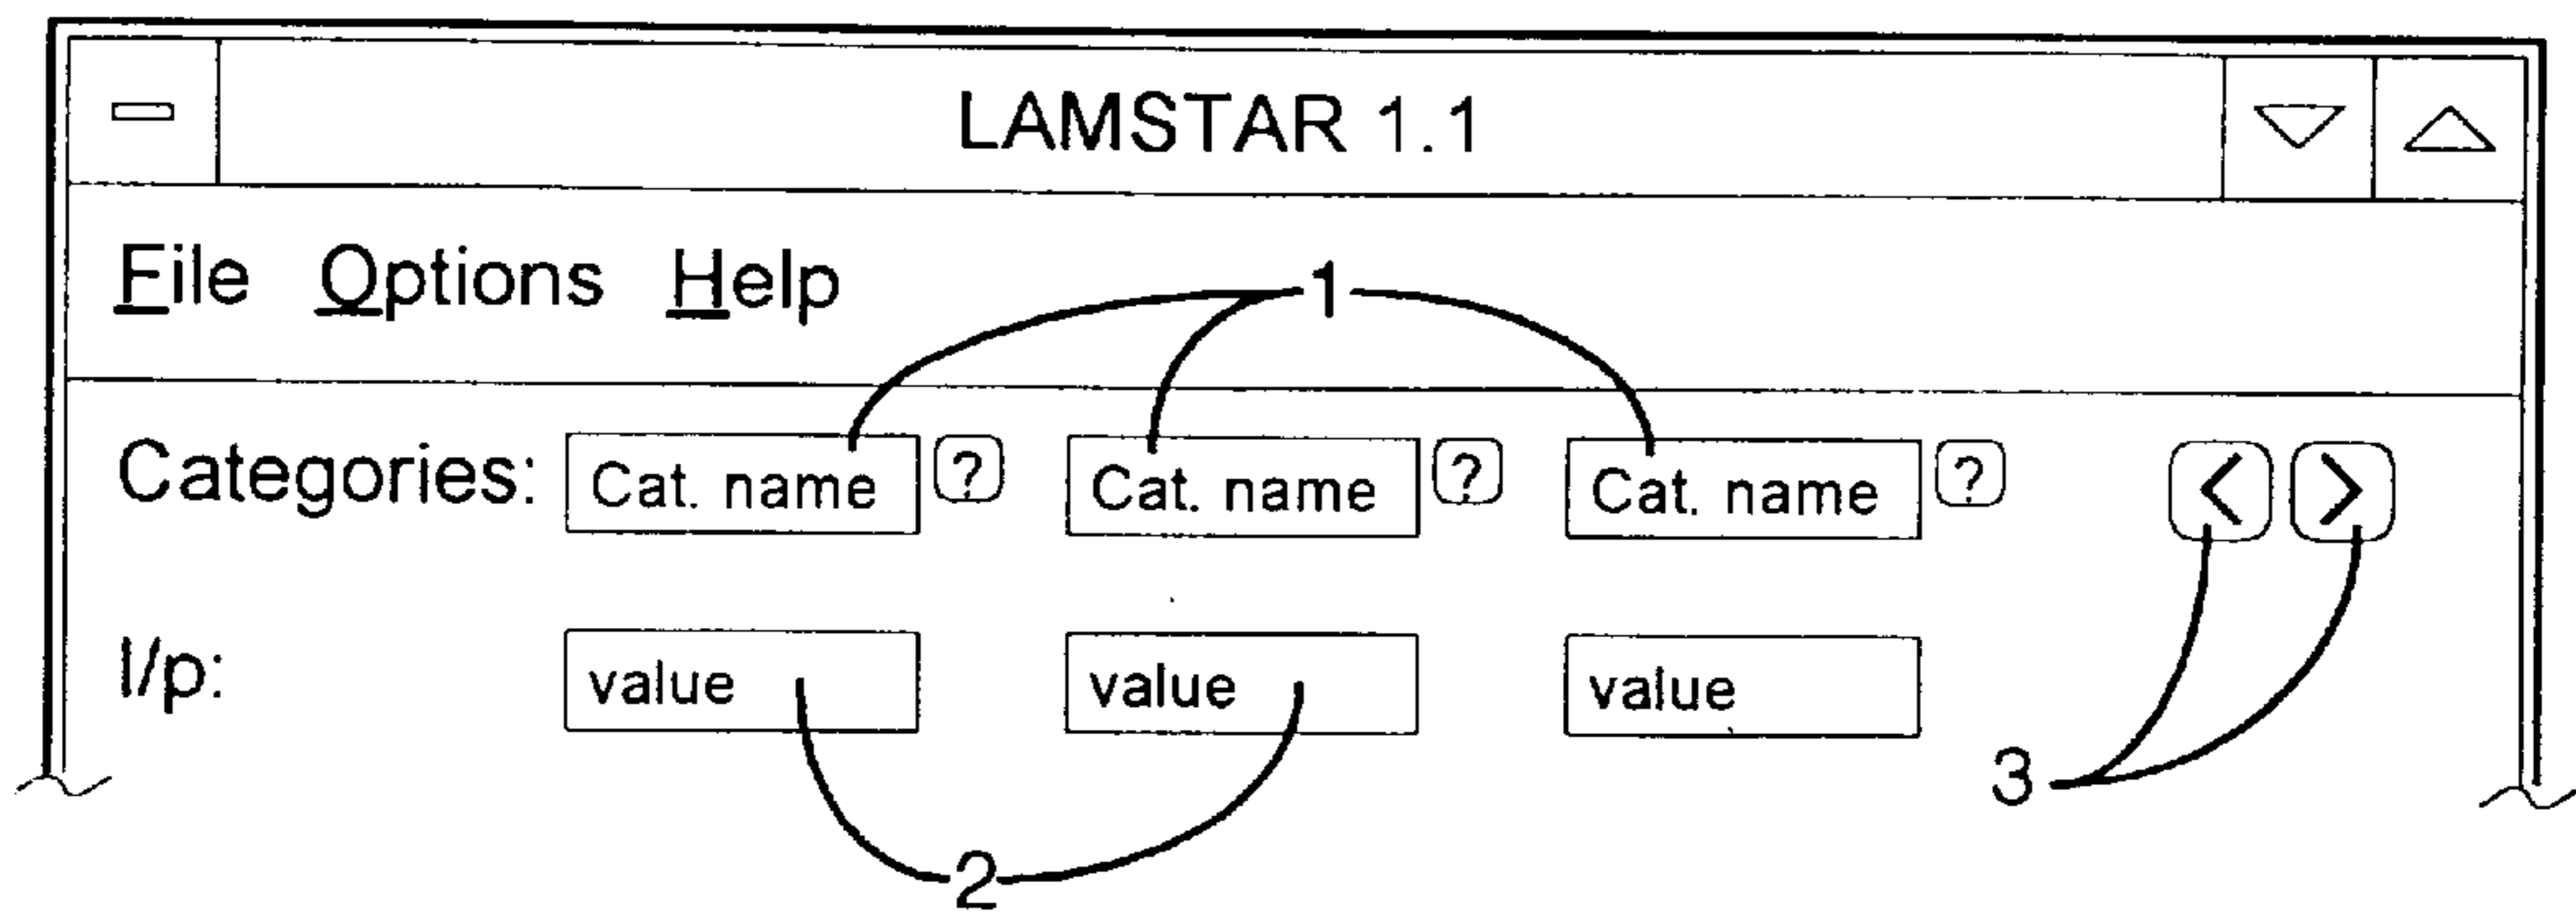 LAMSTAR 1.1
File Options Help
1
Categories: Cat. name ? Cat. name ? Cat. name ? < >
I/p: value value value
3
2